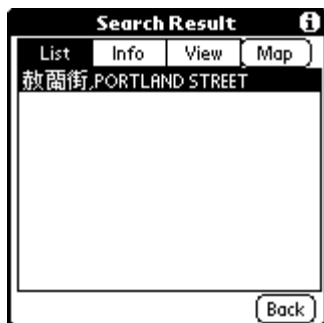 Search Result
List Info View Map
砵蘭街,PORTLAND STREET
Back